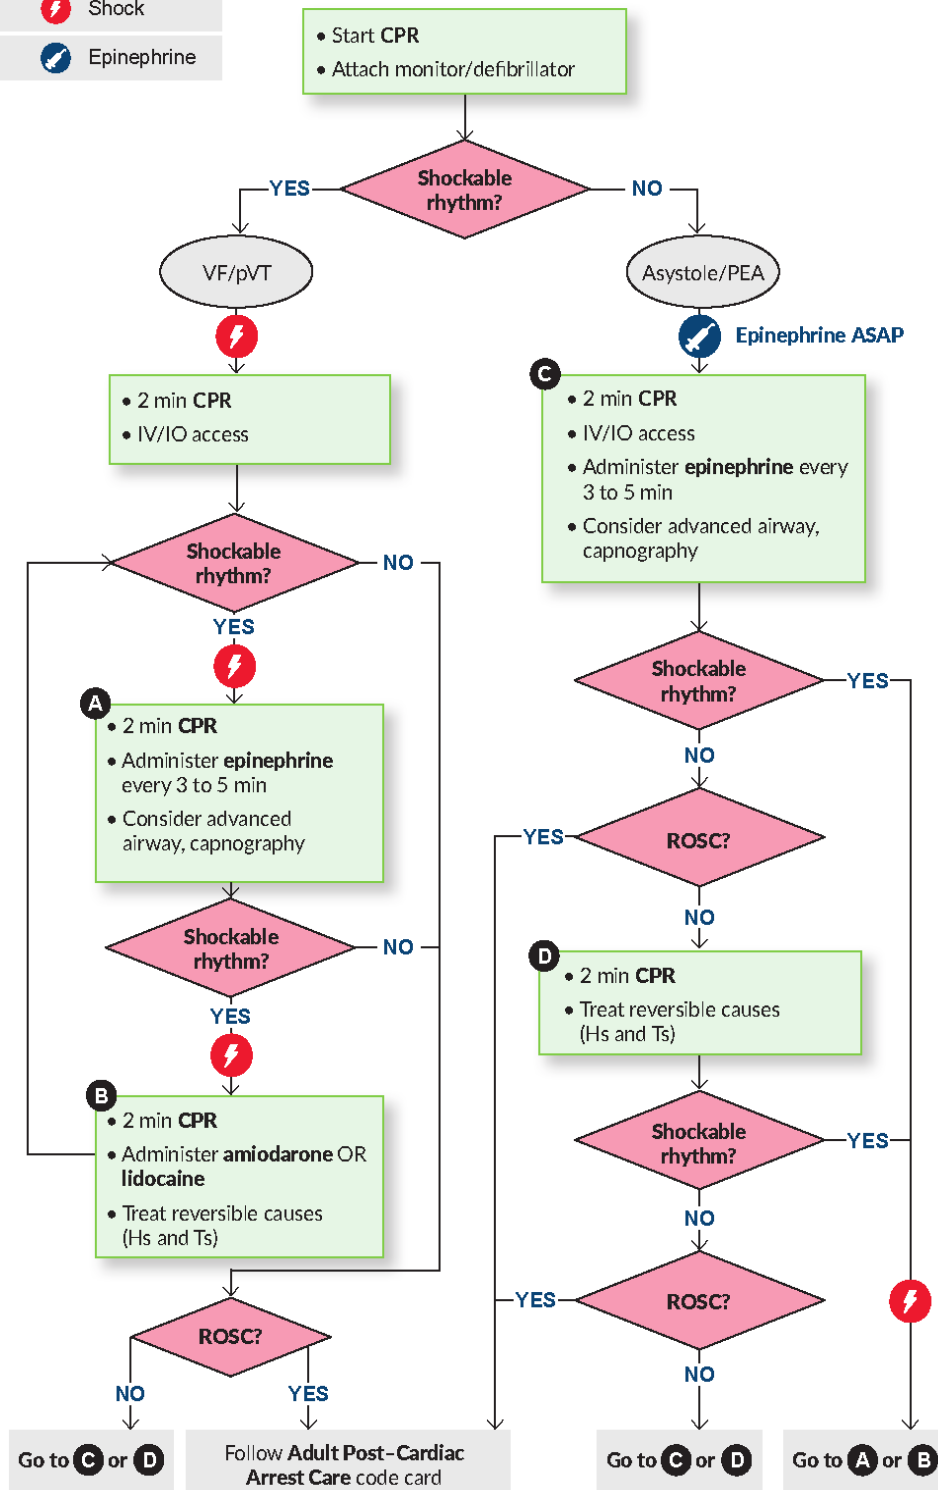 Shock
Epinephrine
• Start CPR
• Attach monitor/defibrillator
Shockable
rhythm?
YES
NO
VF/pVT
Asystole/PEA
Epinephrine ASAP
• 2 min CPR
• IV/IO access
C
• 2 min CPR
• IV/IO access
• Administer epinephrine every
3 to 5 min
• Consider advanced airway,
capnography
Shockable
rhythm?
NO
YES
Shockable
rhythm?
YES
NO
A
• 2 min CPR
• Administer epinephrine
every 3 to 5 min
• Consider advanced
airway, capnography
ROSC?
YES
NO
Shockable
rhythm?
NO
YES
D
• 2 min CPR
• Treat reversible causes
(Hs and Ts)
B
• 2 min CPR
• Administer amiodarone OR
lidocaine
• Treat reversible causes
(Hs and Ts)
Shockable
rhythm?
YES
NO
ROSC?
YES
NO
ROSC?
NO
YES
Go to C or D
Follow Adult Post–Cardiac
Arrest Care code card
Go to C or D
Go to A or B